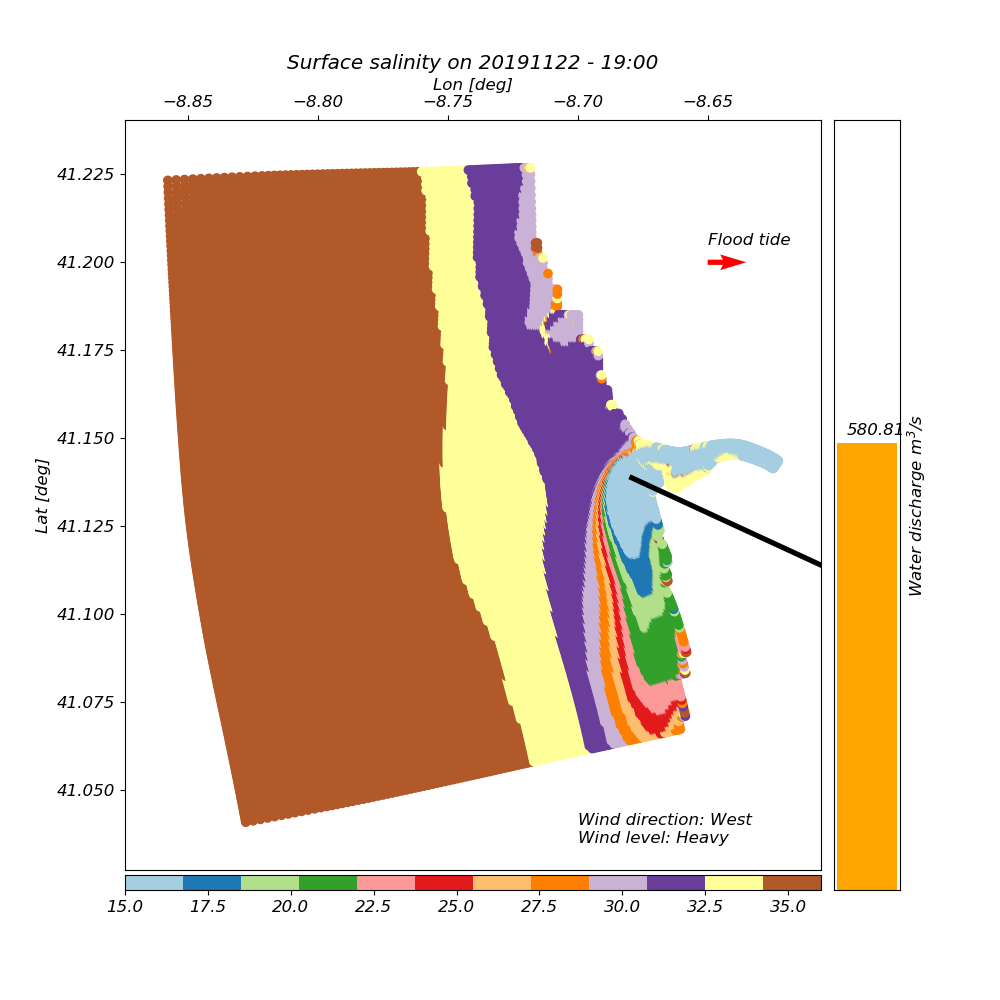 Surface salinity on 20191122 - 19:00
Lon [deg]
−8.85 −8.80 −8.75 −8.70 −8.65
41.225
41.200
41.175
41.150
41.125
41.100
41.075
41.050
Lat [deg]
Flood tide
580.81
Water discharge m³/s
Wind direction: West
Wind level: Heavy
15.0 17.5 20.0 22.5 25.0 27.5 30.0 32.5 35.0